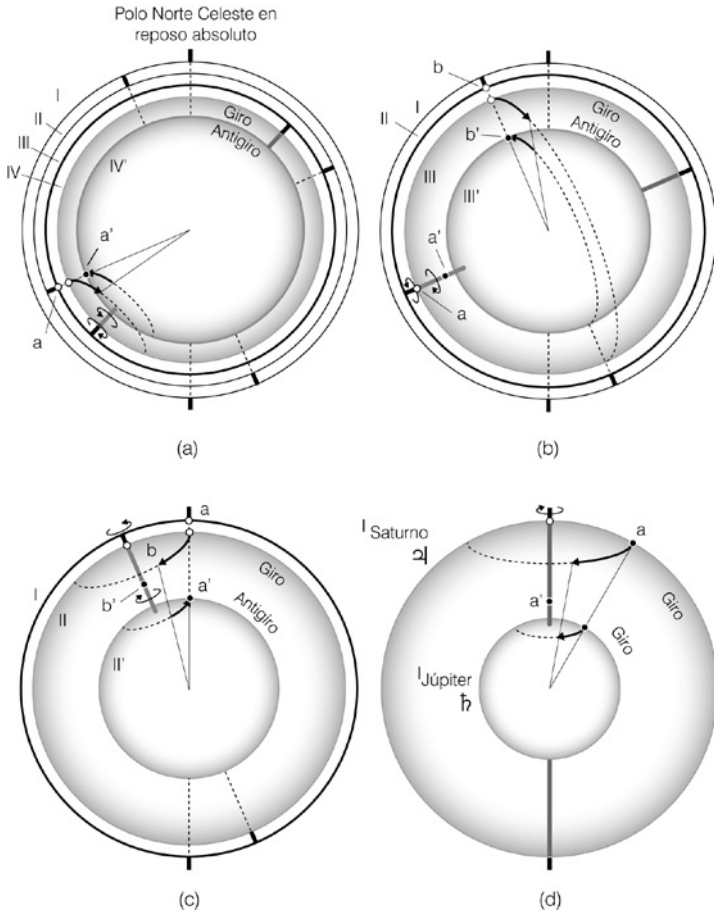 Polo Norte Celeste en
reposo absoluto
I
II
III
IV
Giro
Antigiro
IV'
a'
a
(a)
b
I
II
Giro
Antigiro
b'
III
III'
a'
a
(b)
a
b
Giro
I
II
a'
b'
Antigiro
II'
(c)
I Saturno
♃
a
Giro
a'
Giro
I Júpiter
♄
(d)